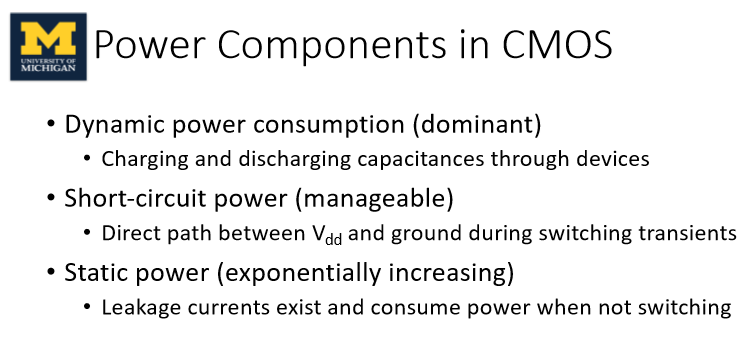 M
UNIVERSITY OF
MICHIGAN
Power Components in CMOS
• Dynamic power consumption (dominant)
• Charging and discharging capacitances through devices
• Short-circuit power (manageable)
• Direct path between Vdd and ground during switching transients
• Static power (exponentially increasing)
• Leakage currents exist and consume power when not switching